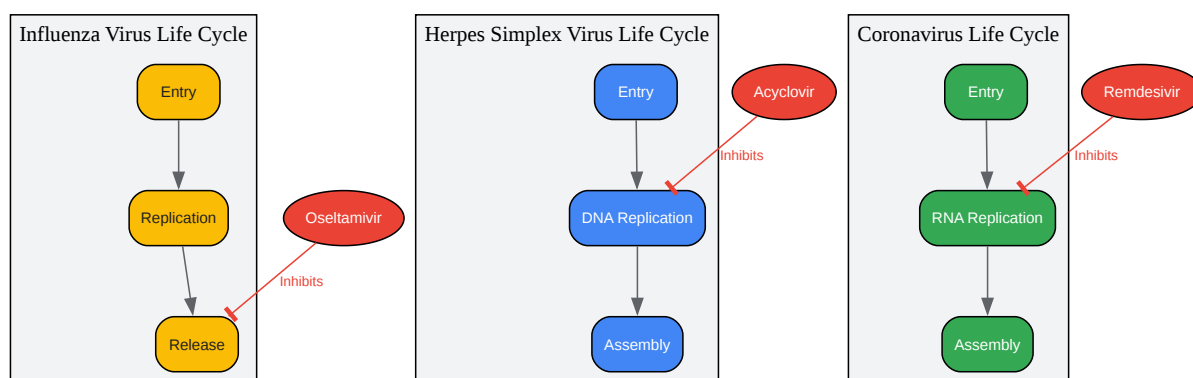 Influenza Virus Life Cycle
Entry
Replication
Oseltamivir
Inhibits
Release
Herpes Simplex Virus Life Cycle
Entry
Acyclovir
Inhibits
DNA Replication
Assembly
Coronavirus Life Cycle
Entry
Remdesivir
Inhibits
RNA Replication
Assembly